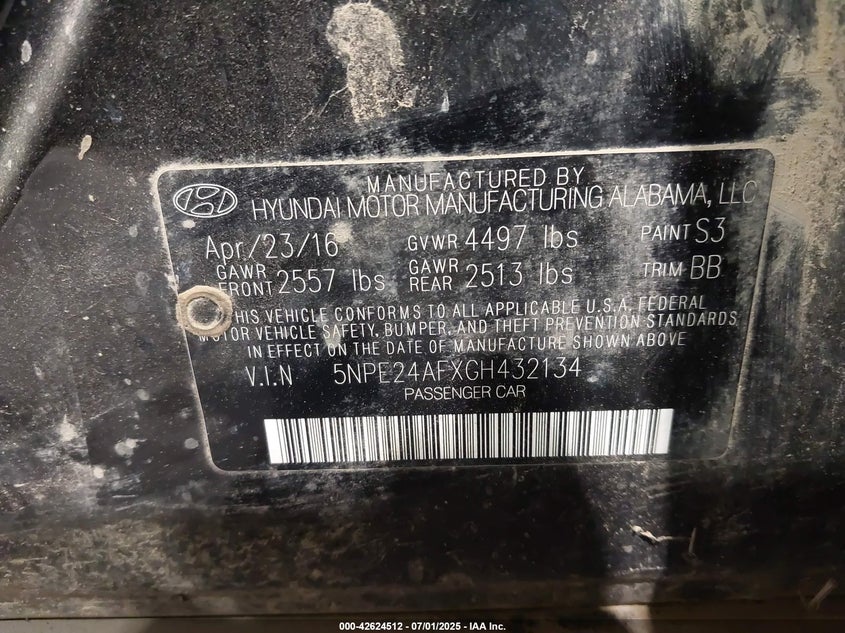 MANUFACTURED BY
HYUNDAI MOTOR MANUFACTURING ALABAMA, LLC
Apr/23/16 GVWR 4497 lbs PAINT S3
GAWR FRONT 2557 lbs GAWR REAR 2513 lbs TRIM BB
THIS VEHICLE CONFORMS TO ALL APPLICABLE U.S.A. FEDERAL
MOTOR VEHICLE SAFETY, BUMPER, AND THEFT PREVENTION STANDARDS
IN EFFECT ON THE DATE OF MANUFACTURE SHOWN ABOVE
V.I.N 5NPE24AFXGH432134
PASSENGER CAR
000-42624512 - 07/01/2025 - IAA Inc.